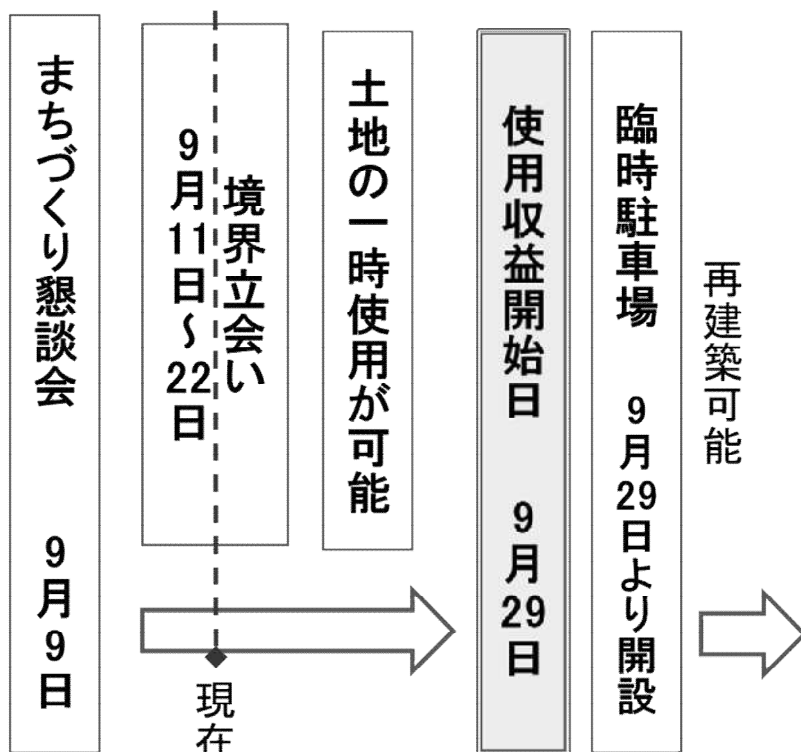 まちづくり懇談会　９月９日
境界立会い
９月11日～22日
土地の一時使用が可能
使用収益開始日　９月29日
臨時駐車場　９月29日より開設
再建築可能
現在